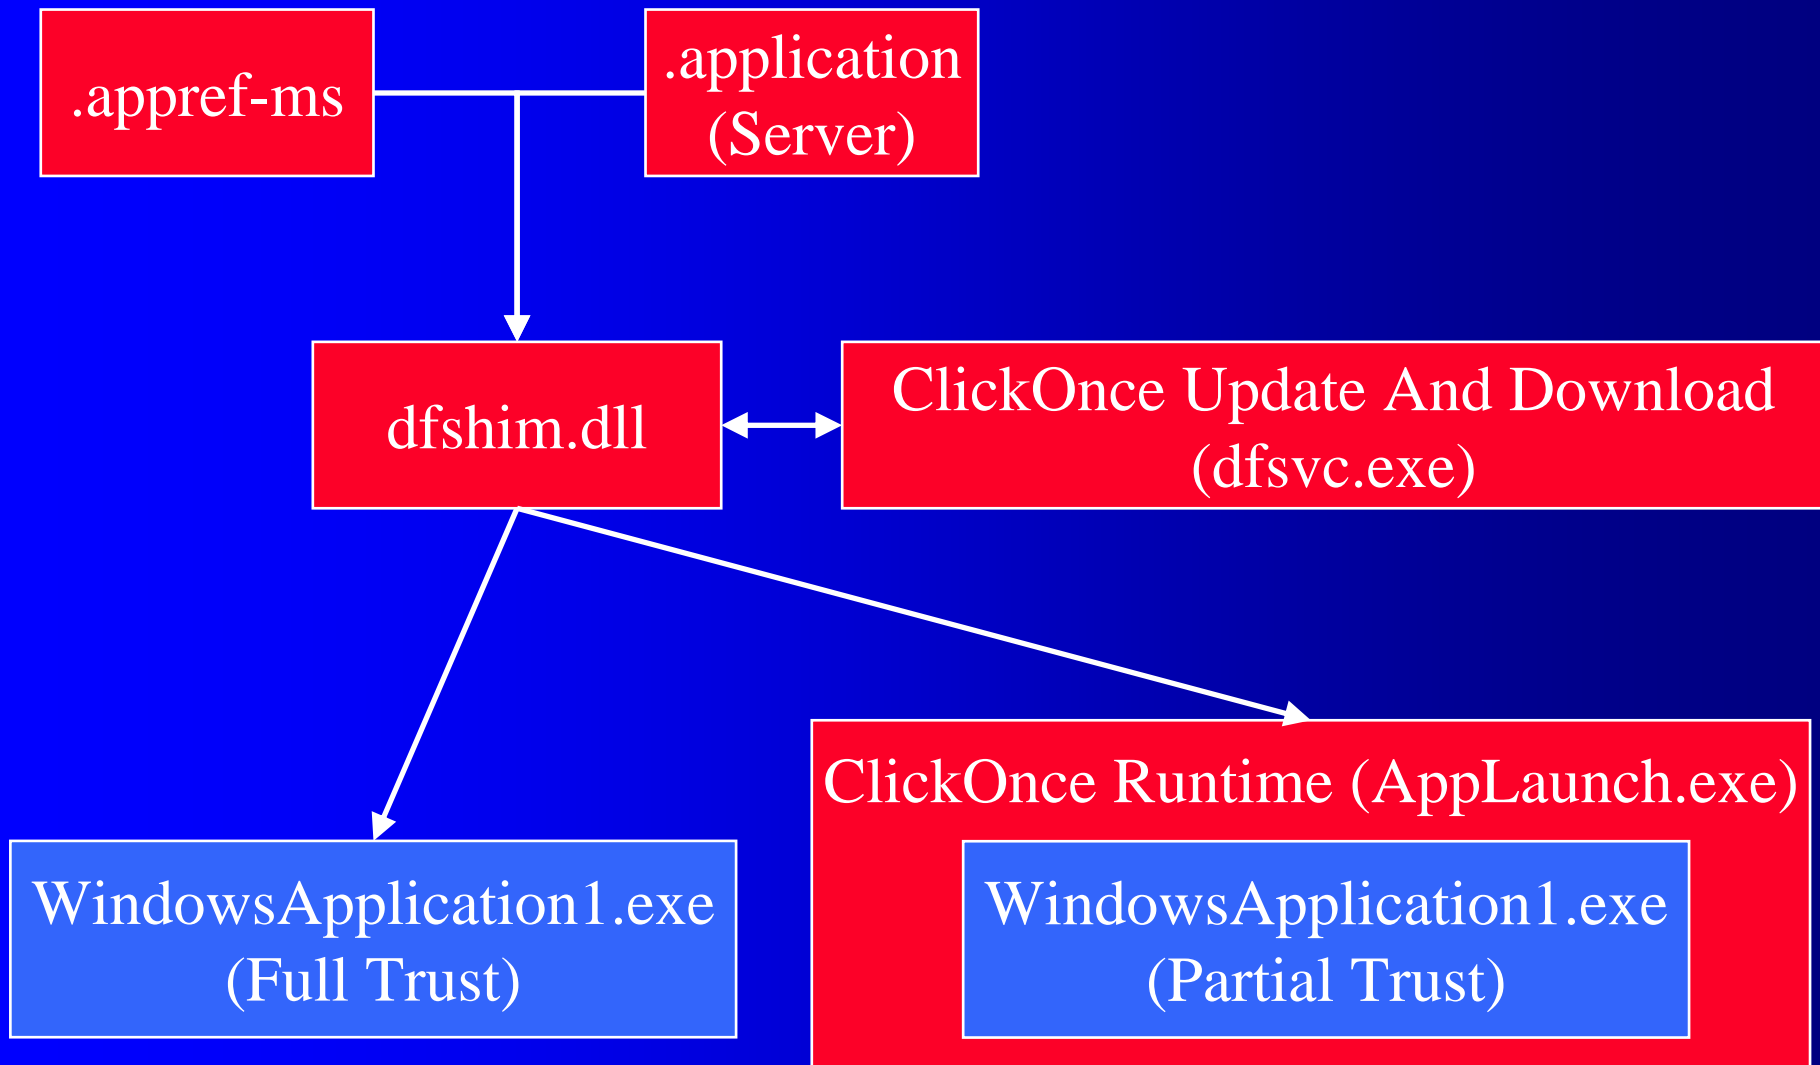 .appref-ms
.application
(Server)
dfshim.dll
ClickOnce Update And Download
(dfsvc.exe)
ClickOnce Runtime (AppLaunch.exe)
WindowsApplication1.exe
(Full Trust)
WindowsApplication1.exe
(Partial Trust)